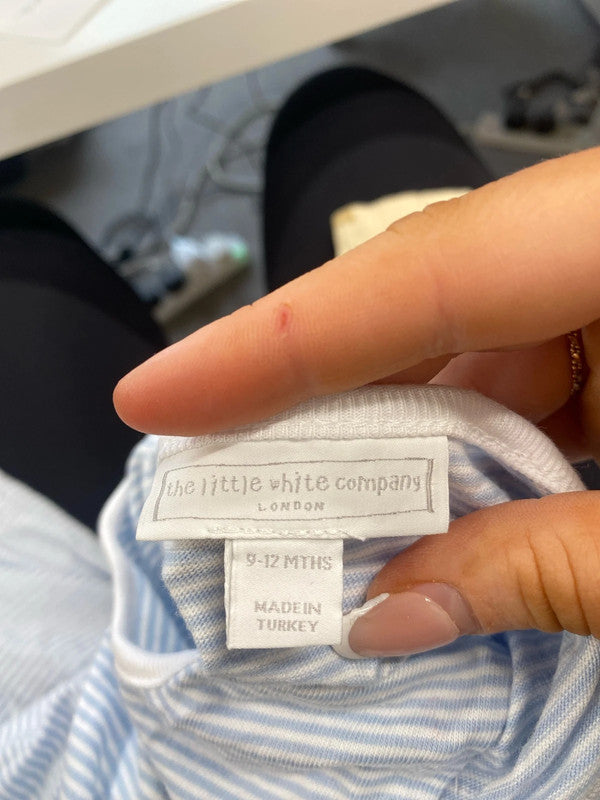 the little white company
LONDON
9-12 MTHS
MADE IN
TURKEY